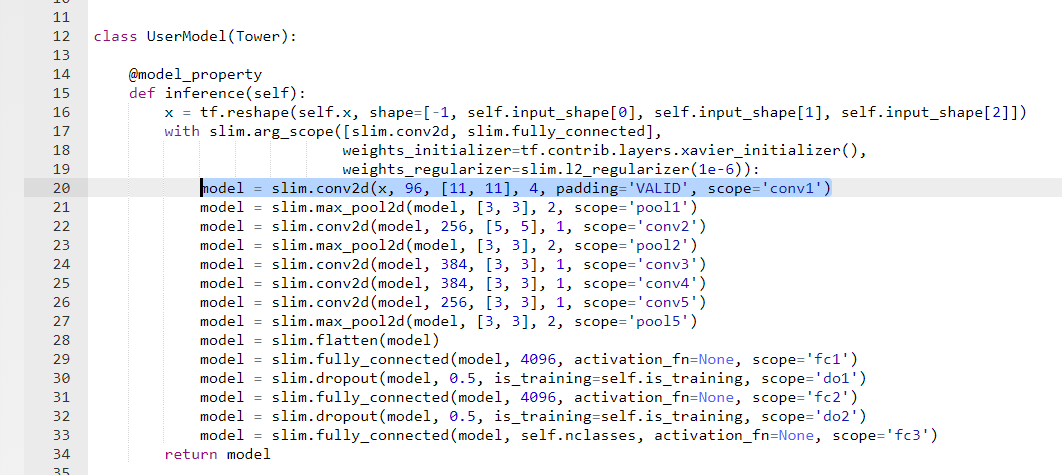 11
12 class UserModel(Tower):
13
14     @model_property
15     def inference(self):
16         x = tf.reshape(self.x, shape=[-1, self.input_shape[0], self.input_shape[1], self.input_shape[2]])
17         with slim.arg_scope([slim.conv2d, slim.fully_connected],
18                             weights_initializer=tf.contrib.layers.xavier_initializer(),
19                             weights_regularizer=slim.l2_regularizer(1e-6)):
20             model = slim.conv2d(x, 96, [11, 11], 4, padding='VALID', scope='conv1')
21             model = slim.max_pool2d(model, [3, 3], 2, scope='pool1')
22             model = slim.conv2d(model, 256, [5, 5], 1, scope='conv2')
23             model = slim.max_pool2d(model, [3, 3], 2, scope='pool2')
24             model = slim.conv2d(model, 384, [3, 3], 1, scope='conv3')
25             model = slim.conv2d(model, 384, [3, 3], 1, scope='conv4')
26             model = slim.conv2d(model, 256, [3, 3], 1, scope='conv5')
27             model = slim.max_pool2d(model, [3, 3], 2, scope='pool5')
28             model = slim.flatten(model)
29             model = slim.fully_connected(model, 4096, activation_fn=None, scope='fc1')
30             model = slim.dropout(model, 0.5, is_training=self.is_training, scope='do1')
31             model = slim.fully_connected(model, 4096, activation_fn=None, scope='fc2')
32             model = slim.dropout(model, 0.5, is_training=self.is_training, scope='do2')
33             model = slim.fully_connected(model, self.nclasses, activation_fn=None, scope='fc3')
34         return model